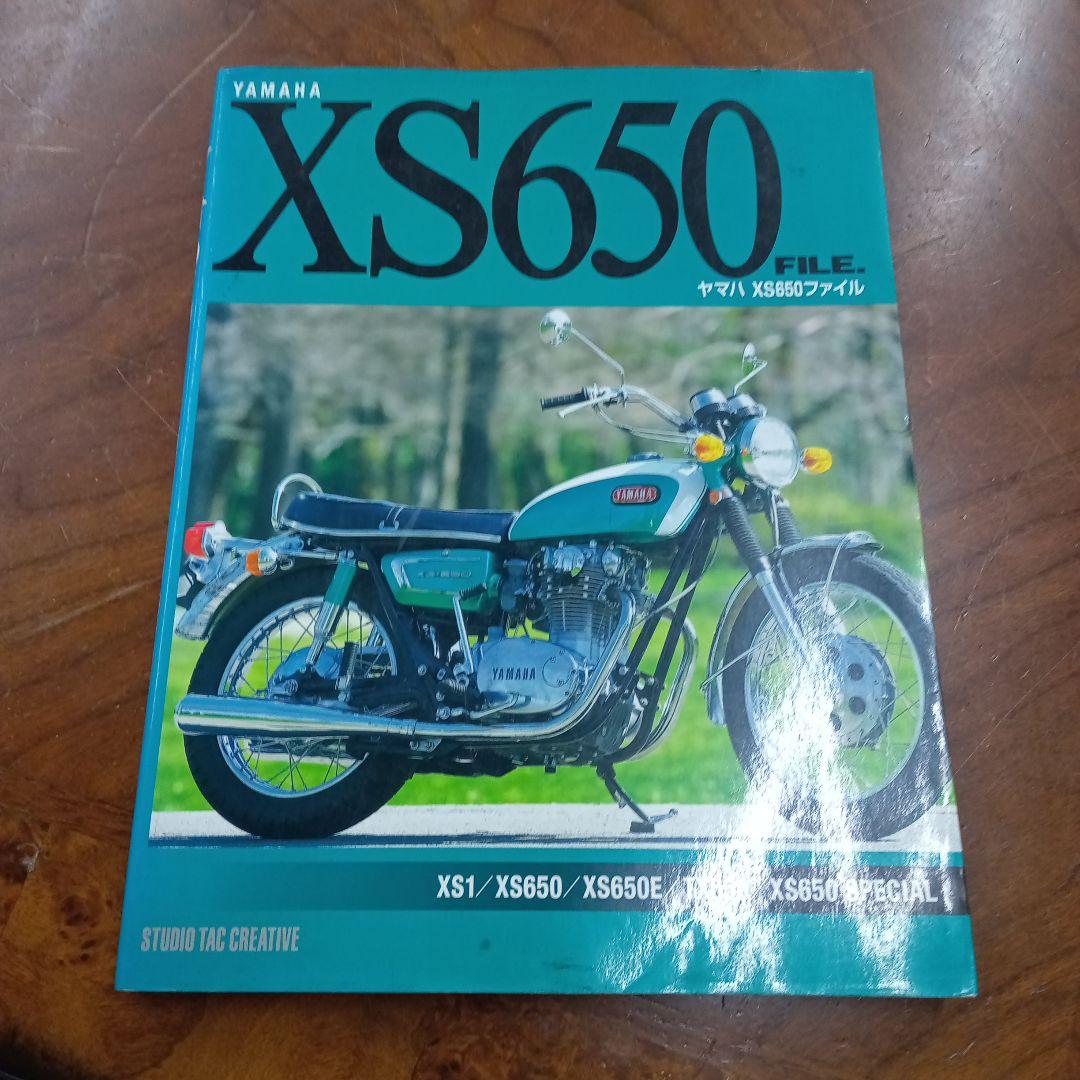 YAMAHA
XS650
FILE.
ヤマハ XS650ファイル
YAMAHA
YAMAHA
XS1/XS650/XS650E
XS650 SPECIAL
STUDIO TAC CREATIVE